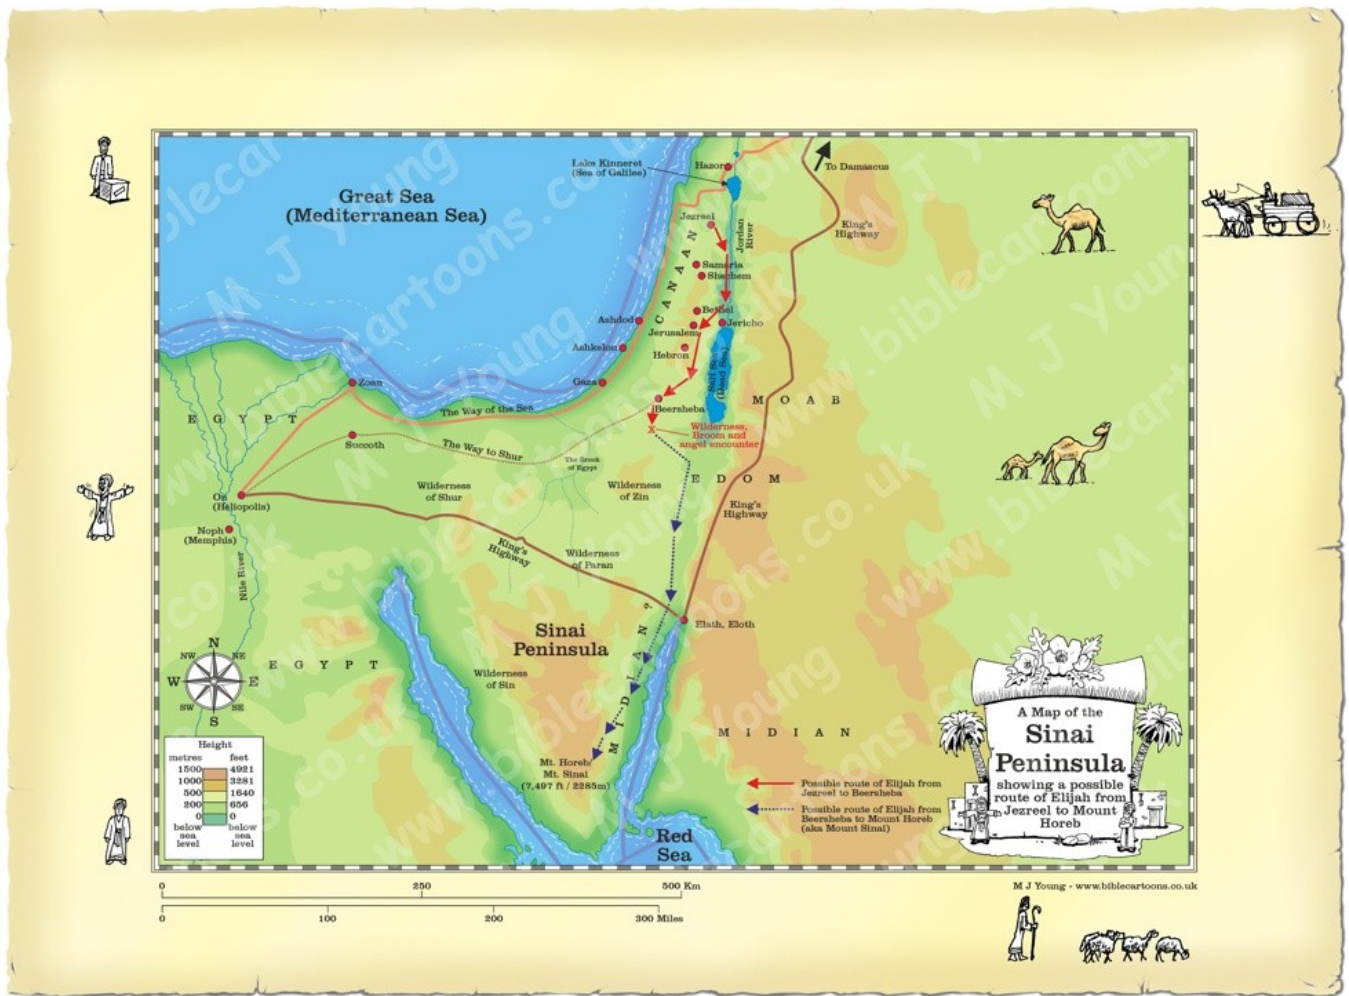 Great Sea
(Mediterranean Sea)
Lake Kinneret
(Sea of Galilee)
Hazor
To Damascus
Jezreel
Jordan
River
King's
Highway
CANAAN
Samaria
Shechem
Bethel
Jericho
Jerusalem
Ashdod
Ashkelon
Hebron
Gaza
Salt Sea
(Dead Sea)
Zoan
EGYPT
The Way of the Sea
Beersheba
MOAB
X
Wilderness,
Broom and
angel encounter
Succoth
The Way to Shur
The Brook
of Egypt
EDOM
Wilderness
of Shur
Wilderness
of Zin
King's
Highway
On
(Heliopolis)
Noph
(Memphis)
Nile River
King's
Highway
Wilderness
of Paran
Elath, Eloth
Sinai
Peninsula
MIDIAN?
Wilderness
of Sin
EGYPT
N
NW
NE
W
E
SW
SE
S
MIDIAN
Mt. Horeb/
Mt. Sinai
(7,497 ft / 2285m)
Red
Sea
Height
metres feet
1500 4921
1000 3281
500 1640
200 656
0 0
below sea level
below sea level
Possible route of Elijah from
Jezreel to Beersheba
Possible route of Elijah from
Beersheba to Mount Horeb
(aka Mount Sinai)
A Map of the
Sinai
Peninsula
showing a possible
route of Elijah from
Jezreel to Mount
Horeb
0 250 500 Km
0 100 200 300 Miles
M J Young - www.biblecartoons.co.uk
M J Young www.biblecartoons.co.uk